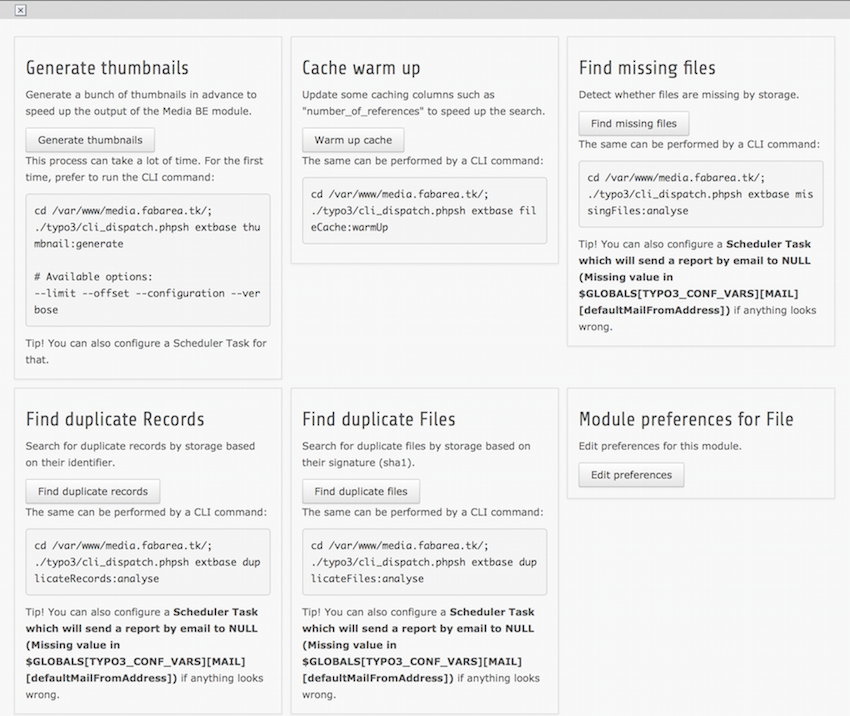 Generate thumbnails
Generate a bunch of thumbnails in advance to
speed up the output of the Media BE module.
Generate thumbnails
This process can take a lot of time. For the first
time, prefer to run the CLI command:
cd /var/www/media.fabarea.tk/;
./typo3/cli_dispatch.phpsh extbase thu
mbnail:generate
# Available options:
--limit --offset --configuration --ver
bose
Tip! You can also configure a Scheduler Task for
that.
Cache warm up
Update some caching columns such as
"number_of_references" to speed up the search.
Warm up cache
The same can be performed by a CLI command:
cd /var/www/media.fabarea.tk/;
./typo3/cli_dispatch.phpsh extbase fil
eCache:warmUp
Find missing files
Detect whether files are missing by storage.
Find missing files
The same can be performed by a CLI command:
cd /var/www/media.fabarea.tk/;
./typo3/cli_dispatch.phpsh extbase mis
singFiles:analyse
Tip! You can also configure a Scheduler Task
which will send a report by email to NULL
(Missing value in
$GLOBALS[TYPO3_CONF_VARS][MAIL]
[defaultMailFromAddress]) if anything looks
wrong.
Find duplicate Records
Search for duplicate records by storage based
on their identifier.
Find duplicate records
The same can be performed by a CLI command:
cd /var/www/media.fabarea.tk/;
./typo3/cli_dispatch.phpsh extbase dup
licateRecords:analyse
Tip! You can also configure a Scheduler Task
which will send a report by email to NULL
(Missing value in
$GLOBALS[TYPO3_CONF_VARS][MAIL]
[defaultMailFromAddress]) if anything looks
wrong.
Find duplicate Files
Search for duplicate files by storage based on
their signature (sha1).
Find duplicate files
The same can be performed by a CLI command:
cd /var/www/media.fabarea.tk/;
./typo3/cli_dispatch.phpsh extbase dup
licateFiles:analyse
Tip! You can also configure a Scheduler Task
which will send a report by email to NULL
(Missing value in
$GLOBALS[TYPO3_CONF_VARS][MAIL]
[defaultMailFromAddress]) if anything looks
wrong.
Module preferences for File
Edit preferences for this module.
Edit preferences